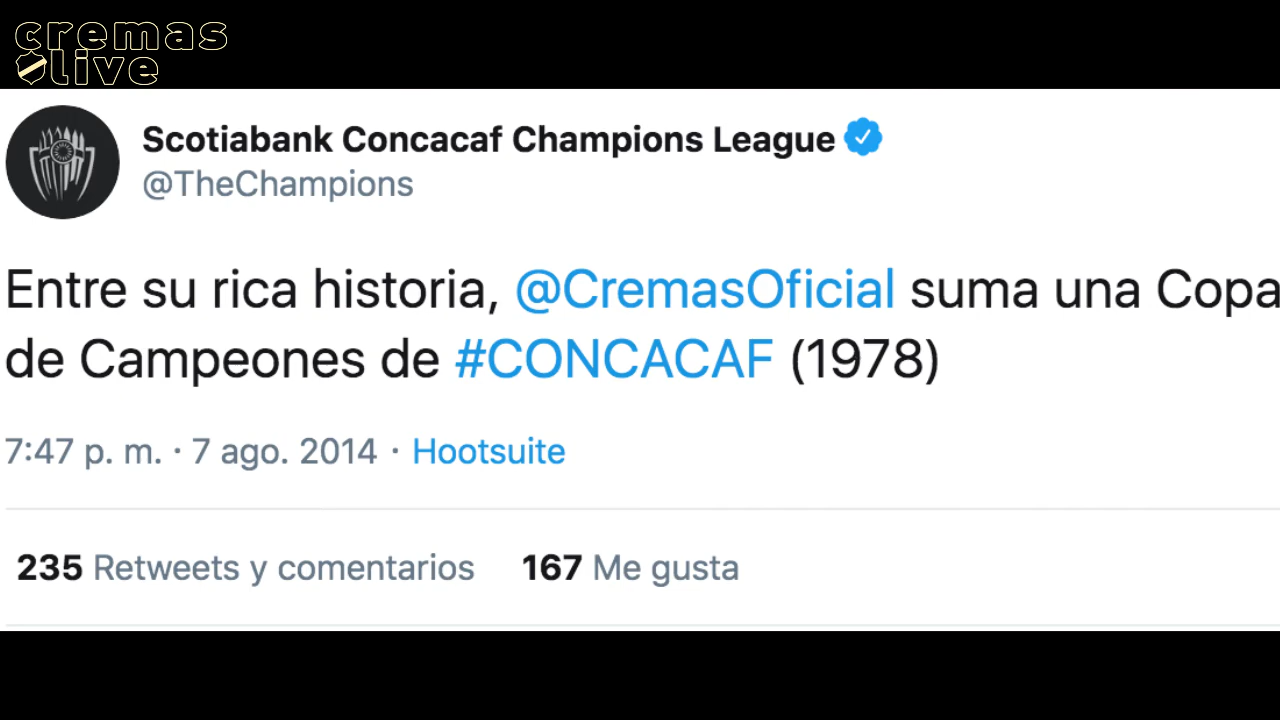 cremas
live
Scotiabank Concacaf Champions League
@TheChampions
Entre su rica historia, @CremasOficial suma una Copa
de Campeones de #CONCACAF (1978)
7:47 p. m. · 7 ago. 2014 · Hootsuite
235 Retweets y comentarios 167 Me gusta